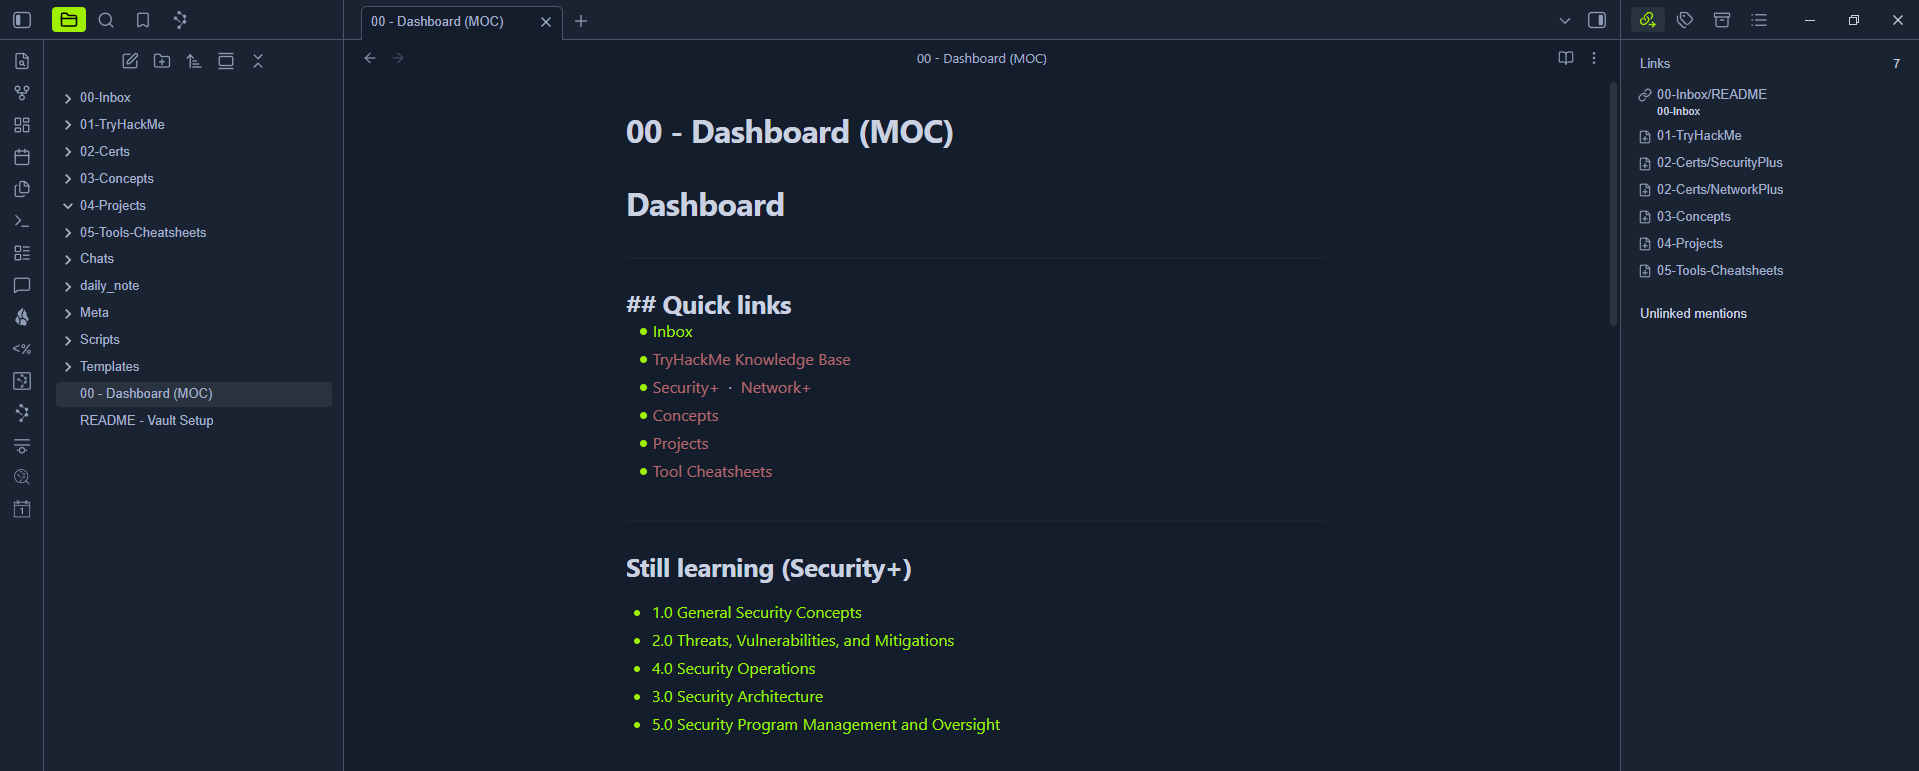 00 - Dashboard (MOC)
00-Inbox
01-TryHackMe
02-Certs
03-Concepts
04-Projects
05-Tools-Cheatsheets
Chats
daily_note
Meta
Scripts
Templates
00 - Dashboard (MOC)
README - Vault Setup
<%
1
00 - Dashboard (MOC)
00 - Dashboard (MOC)
Dashboard
## Quick links
Inbox
TryHackMe Knowledge Base
Security+ · Network+
Concepts
Projects
Tool Cheatsheets
Still learning (Security+)
1.0 General Security Concepts
2.0 Threats, Vulnerabilities, and Mitigations
4.0 Security Operations
3.0 Security Architecture
5.0 Security Program Management and Oversight
Links 7
00-Inbox/README
00-Inbox
01-TryHackMe
02-Certs/SecurityPlus
02-Certs/NetworkPlus
03-Concepts
04-Projects
05-Tools-Cheatsheets
Unlinked mentions